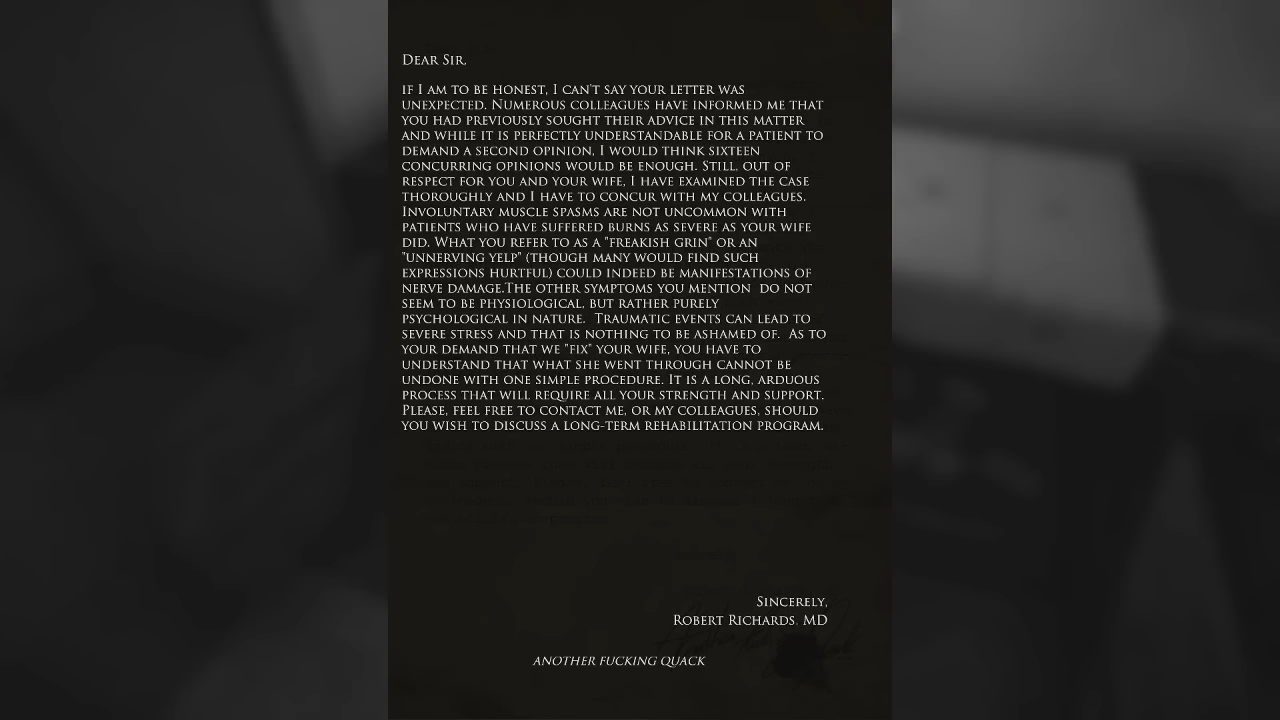 Dear Sir,
if I am to be honest, I can't say your letter was
unexpected. Numerous colleagues have informed me that
you had previously sought their advice in this matter
and while it is perfectly understandable for a patient to
demand a second opinion, I would think sixteen
concurring opinions would be enough. Still, out of
respect for you and your wife, I have examined the case
thoroughly and I have to concur with my colleagues.
Involuntary muscle spasms are not uncommon with
patients who have suffered burns as severe as your wife
did. What you refer to as a "freakish grin" or an
"unnerving yelp" (though many would find such
expressions hurtful) could indeed be manifestations of
nerve damage.The other symptoms you mention  do not
seem to be physiological, but rather purely
psychological in nature.  Traumatic events can lead to
severe stress and that is nothing to be ashamed of.  As to
your demand that we "fix" your wife, you have to
understand that what she went through cannot be
undone with one simple procedure. It is a long, arduous
process that will require all your strength and support.
Please, feel free to contact me, or my colleagues, should
you wish to discuss a long-term rehabilitation program.
Sincerely,
Robert Richards, MD
ANOTHER FUCKING QUACK